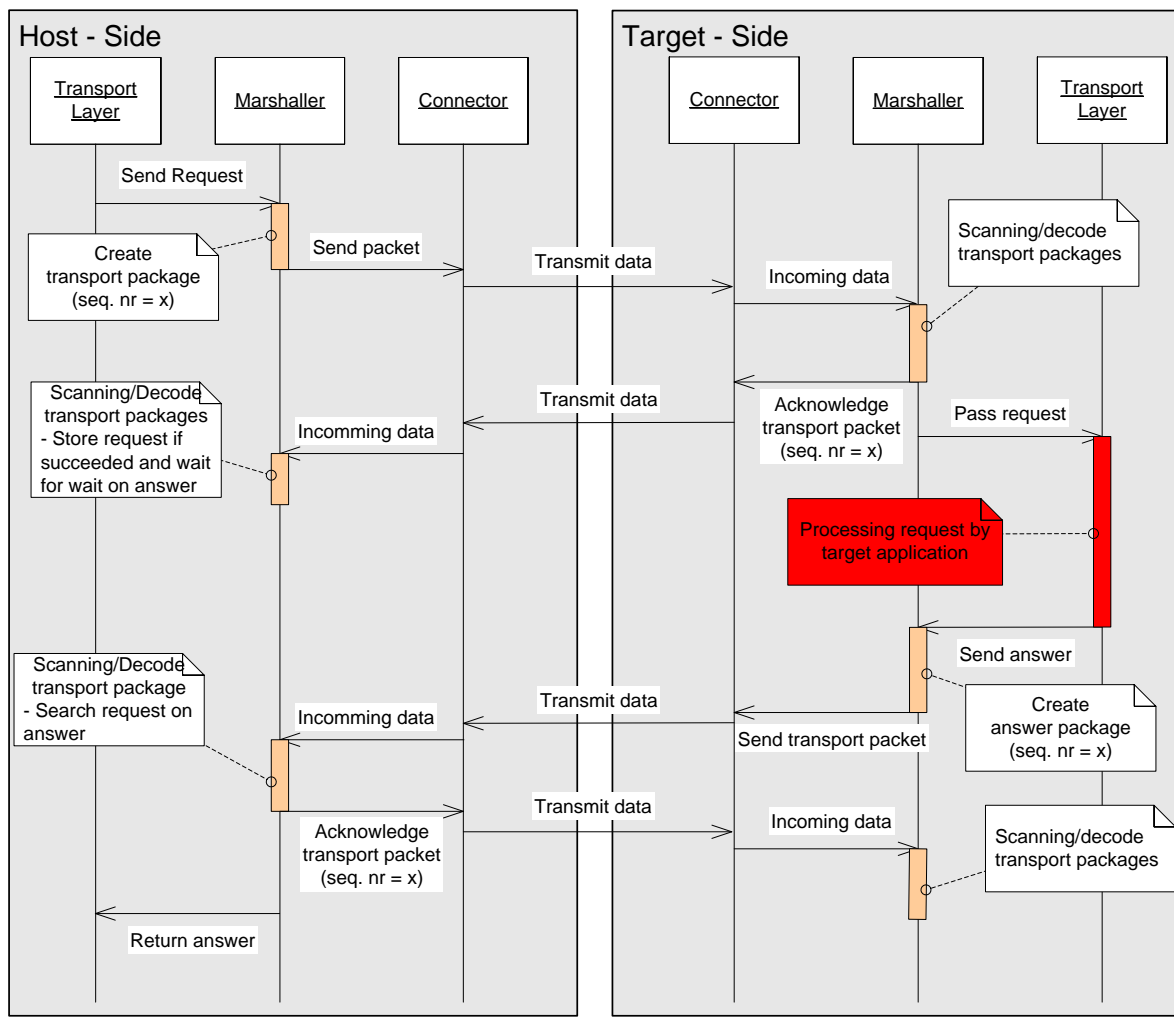 Host - Side
Target - Side
Transport
Layer
Marshaller
Connector
Connector
Marshaller
Transport
Layer
Send Request
Create
transport package
(seq. nr = x)
Send packet
Transmit data
Incoming data
Scanning/decode
transport packages
Scanning/Decode
transport packages
- Store request if
succeeded and wait
for wait on answer
Incomming data
Transmit data
Acknowledge
transport packet
(seq. nr = x)
Pass request
Processing request by
target application
Send answer
Create
answer package
(seq. nr = x)
Scanning/Decode
transport package
- Search request on
answer
Incomming data
Transmit data
Send transport packet
Acknowledge
transport packet
(seq. nr = x)
Transmit data
Incoming data
Scanning/decode
transport packages
Return answer